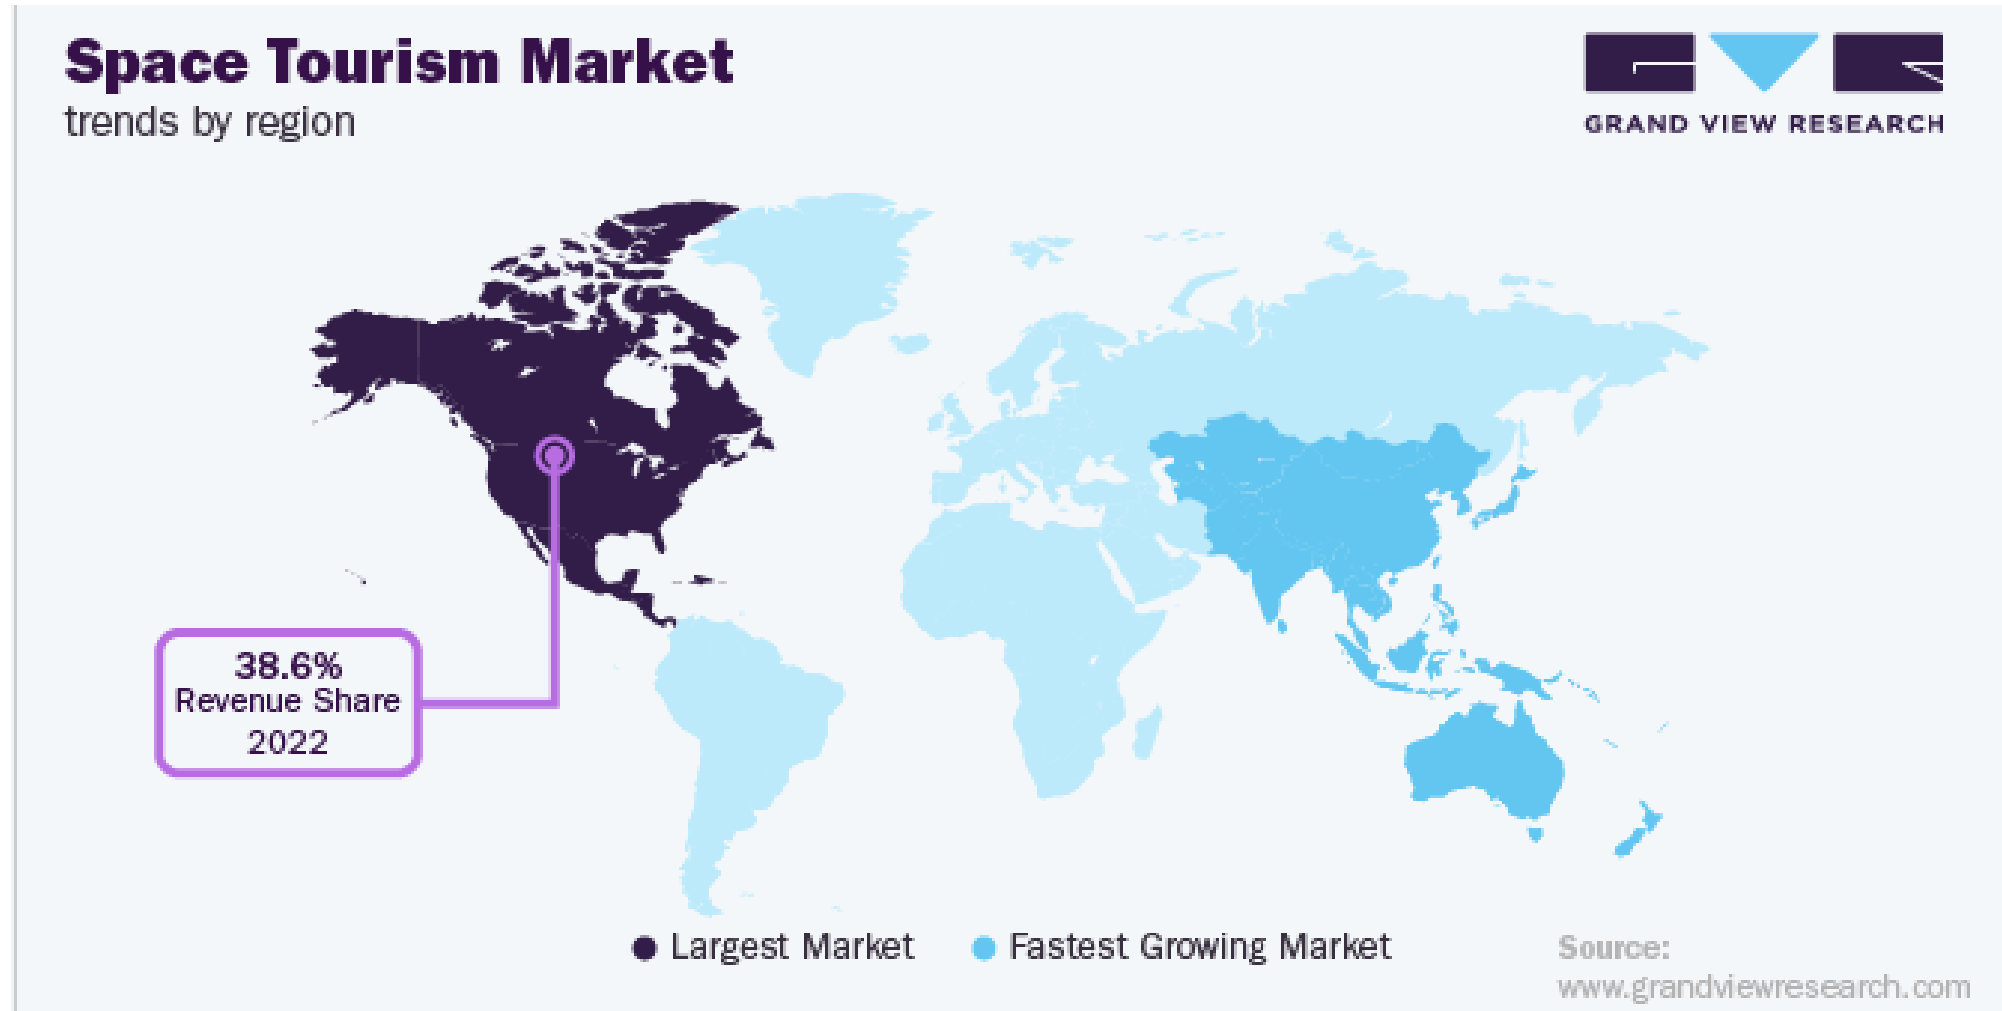 Space Tourism Market
trends by region
GRAND VIEW RESEARCH
38.6%
Revenue Share
2022
Largest Market
Fastest Growing Market
Source:
www.grandviewresearch.com